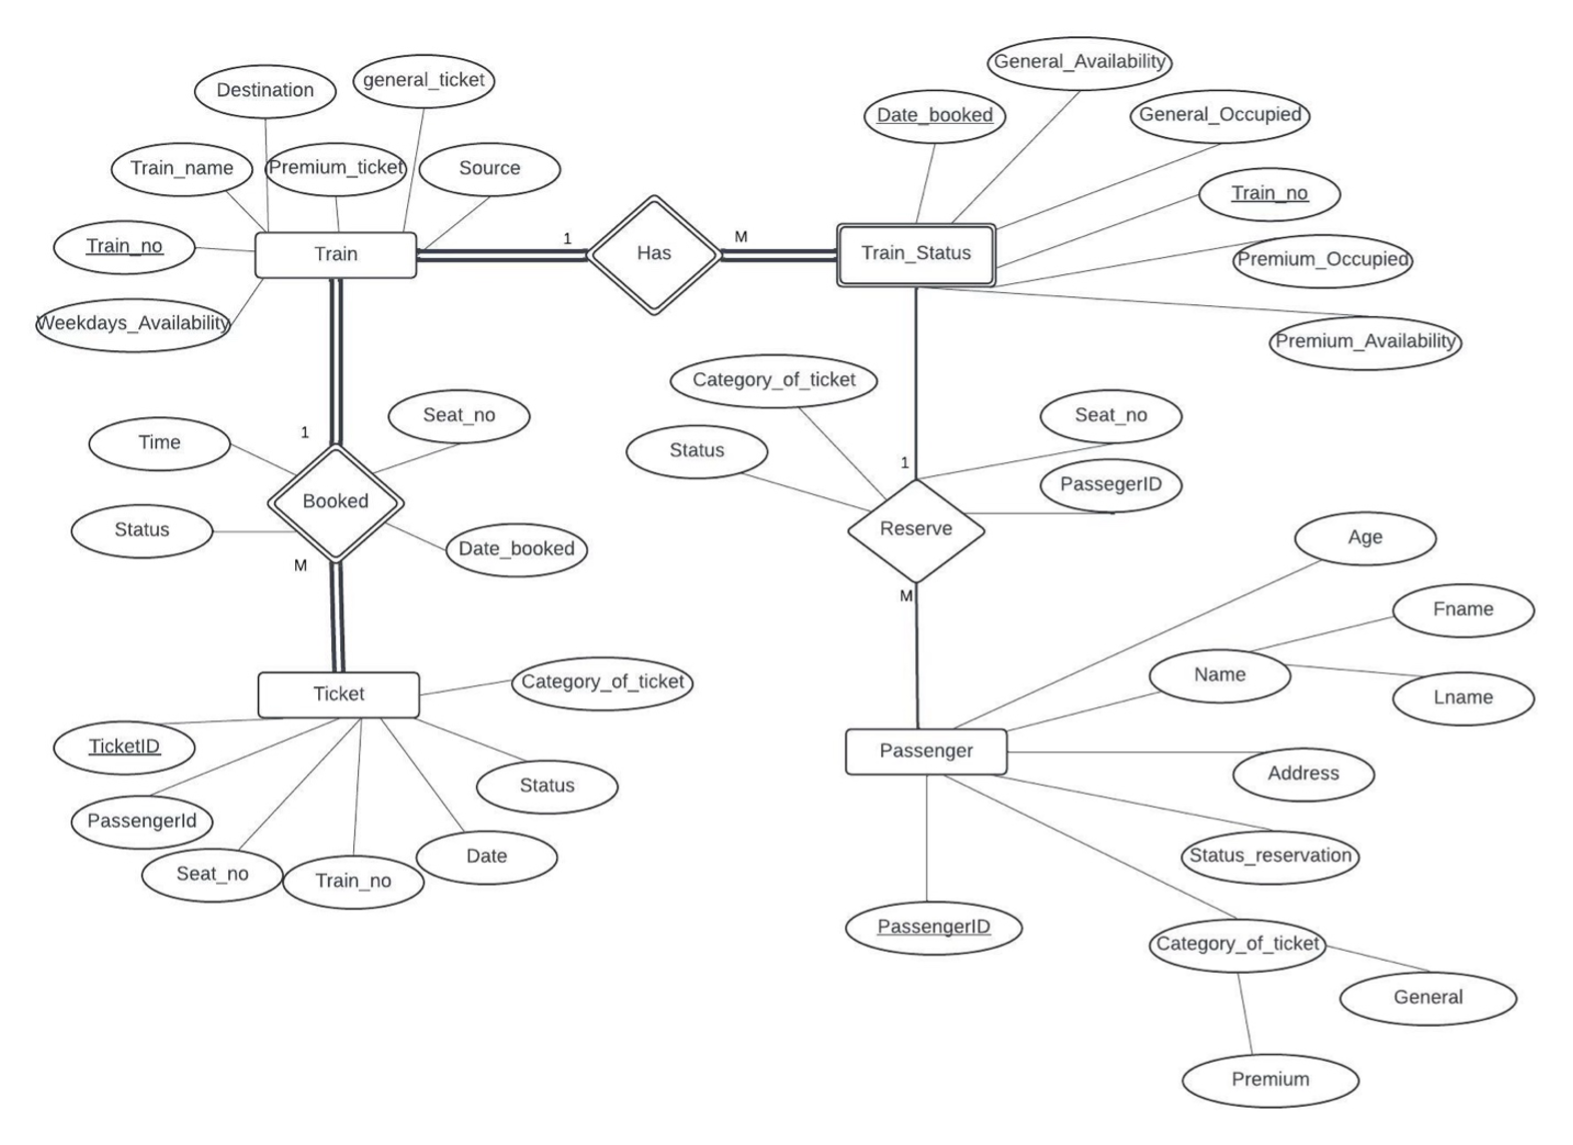 General_Availability
general_ticket
Destination
Date_booked
General_Occupied
Train_name
Premium_ticket
Source
Train_no
Train_no
1
M
Train
Has
Train_Status
Premium_Occupied
Weekdays_Availability
Premium_Availability
Category_of_ticket
Seat_no
Seat_no
1
Time
Status
1
PassegerID
Booked
Status
Reserve
Age
Date_booked
M
M
Fname
Category_of_ticket
Name
Ticket
Lname
TicketID
Passenger
Status
Address
PassengerId
Date
Status_reservation
Seat_no
Train_no
PassengerID
Category_of_ticket
General
Premium